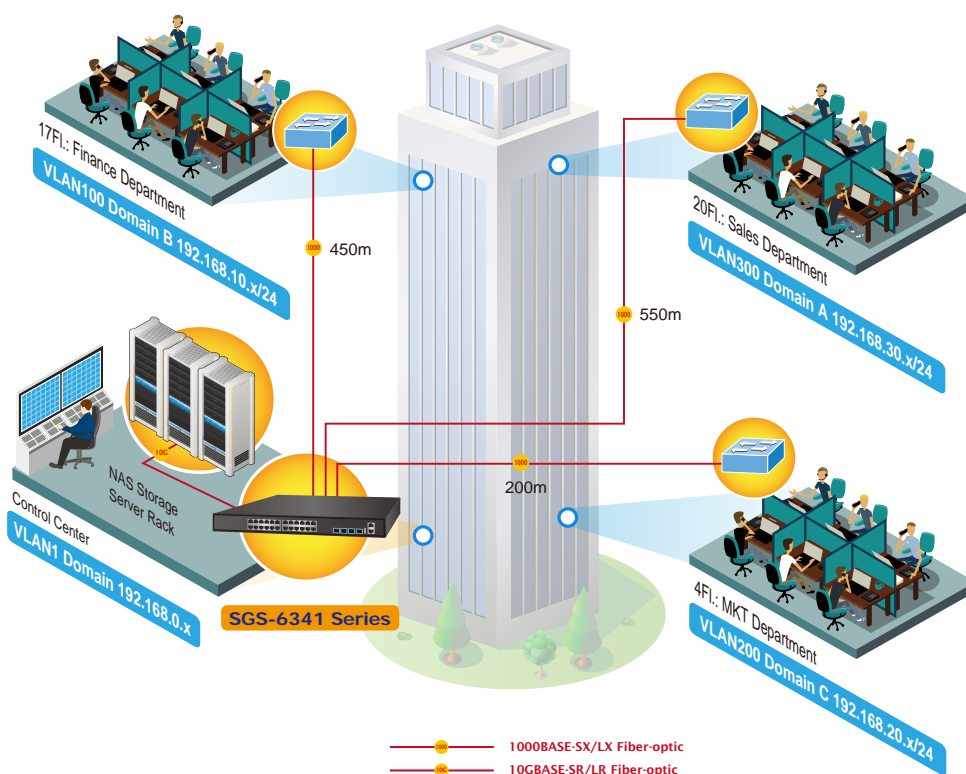 17Fl.: Finance Department
VLAN100 Domain B 192.168.10.x/24
1000
450m
20Fl.: Sales Department
VLAN300 Domain A 192.168.30.x/24
1000
550m
10G
NAS Storage
Server Rack
Control Center
VLAN1 Domain 192.168.0.x
1000
200m
SGS-6341 Series
4Fl.: MKT Department
VLAN200 Domain C 192.168.20.x/24
1000 1000BASE-SX/LX Fiber-optic
10G 10GBASE-SR/LR Fiber-optic